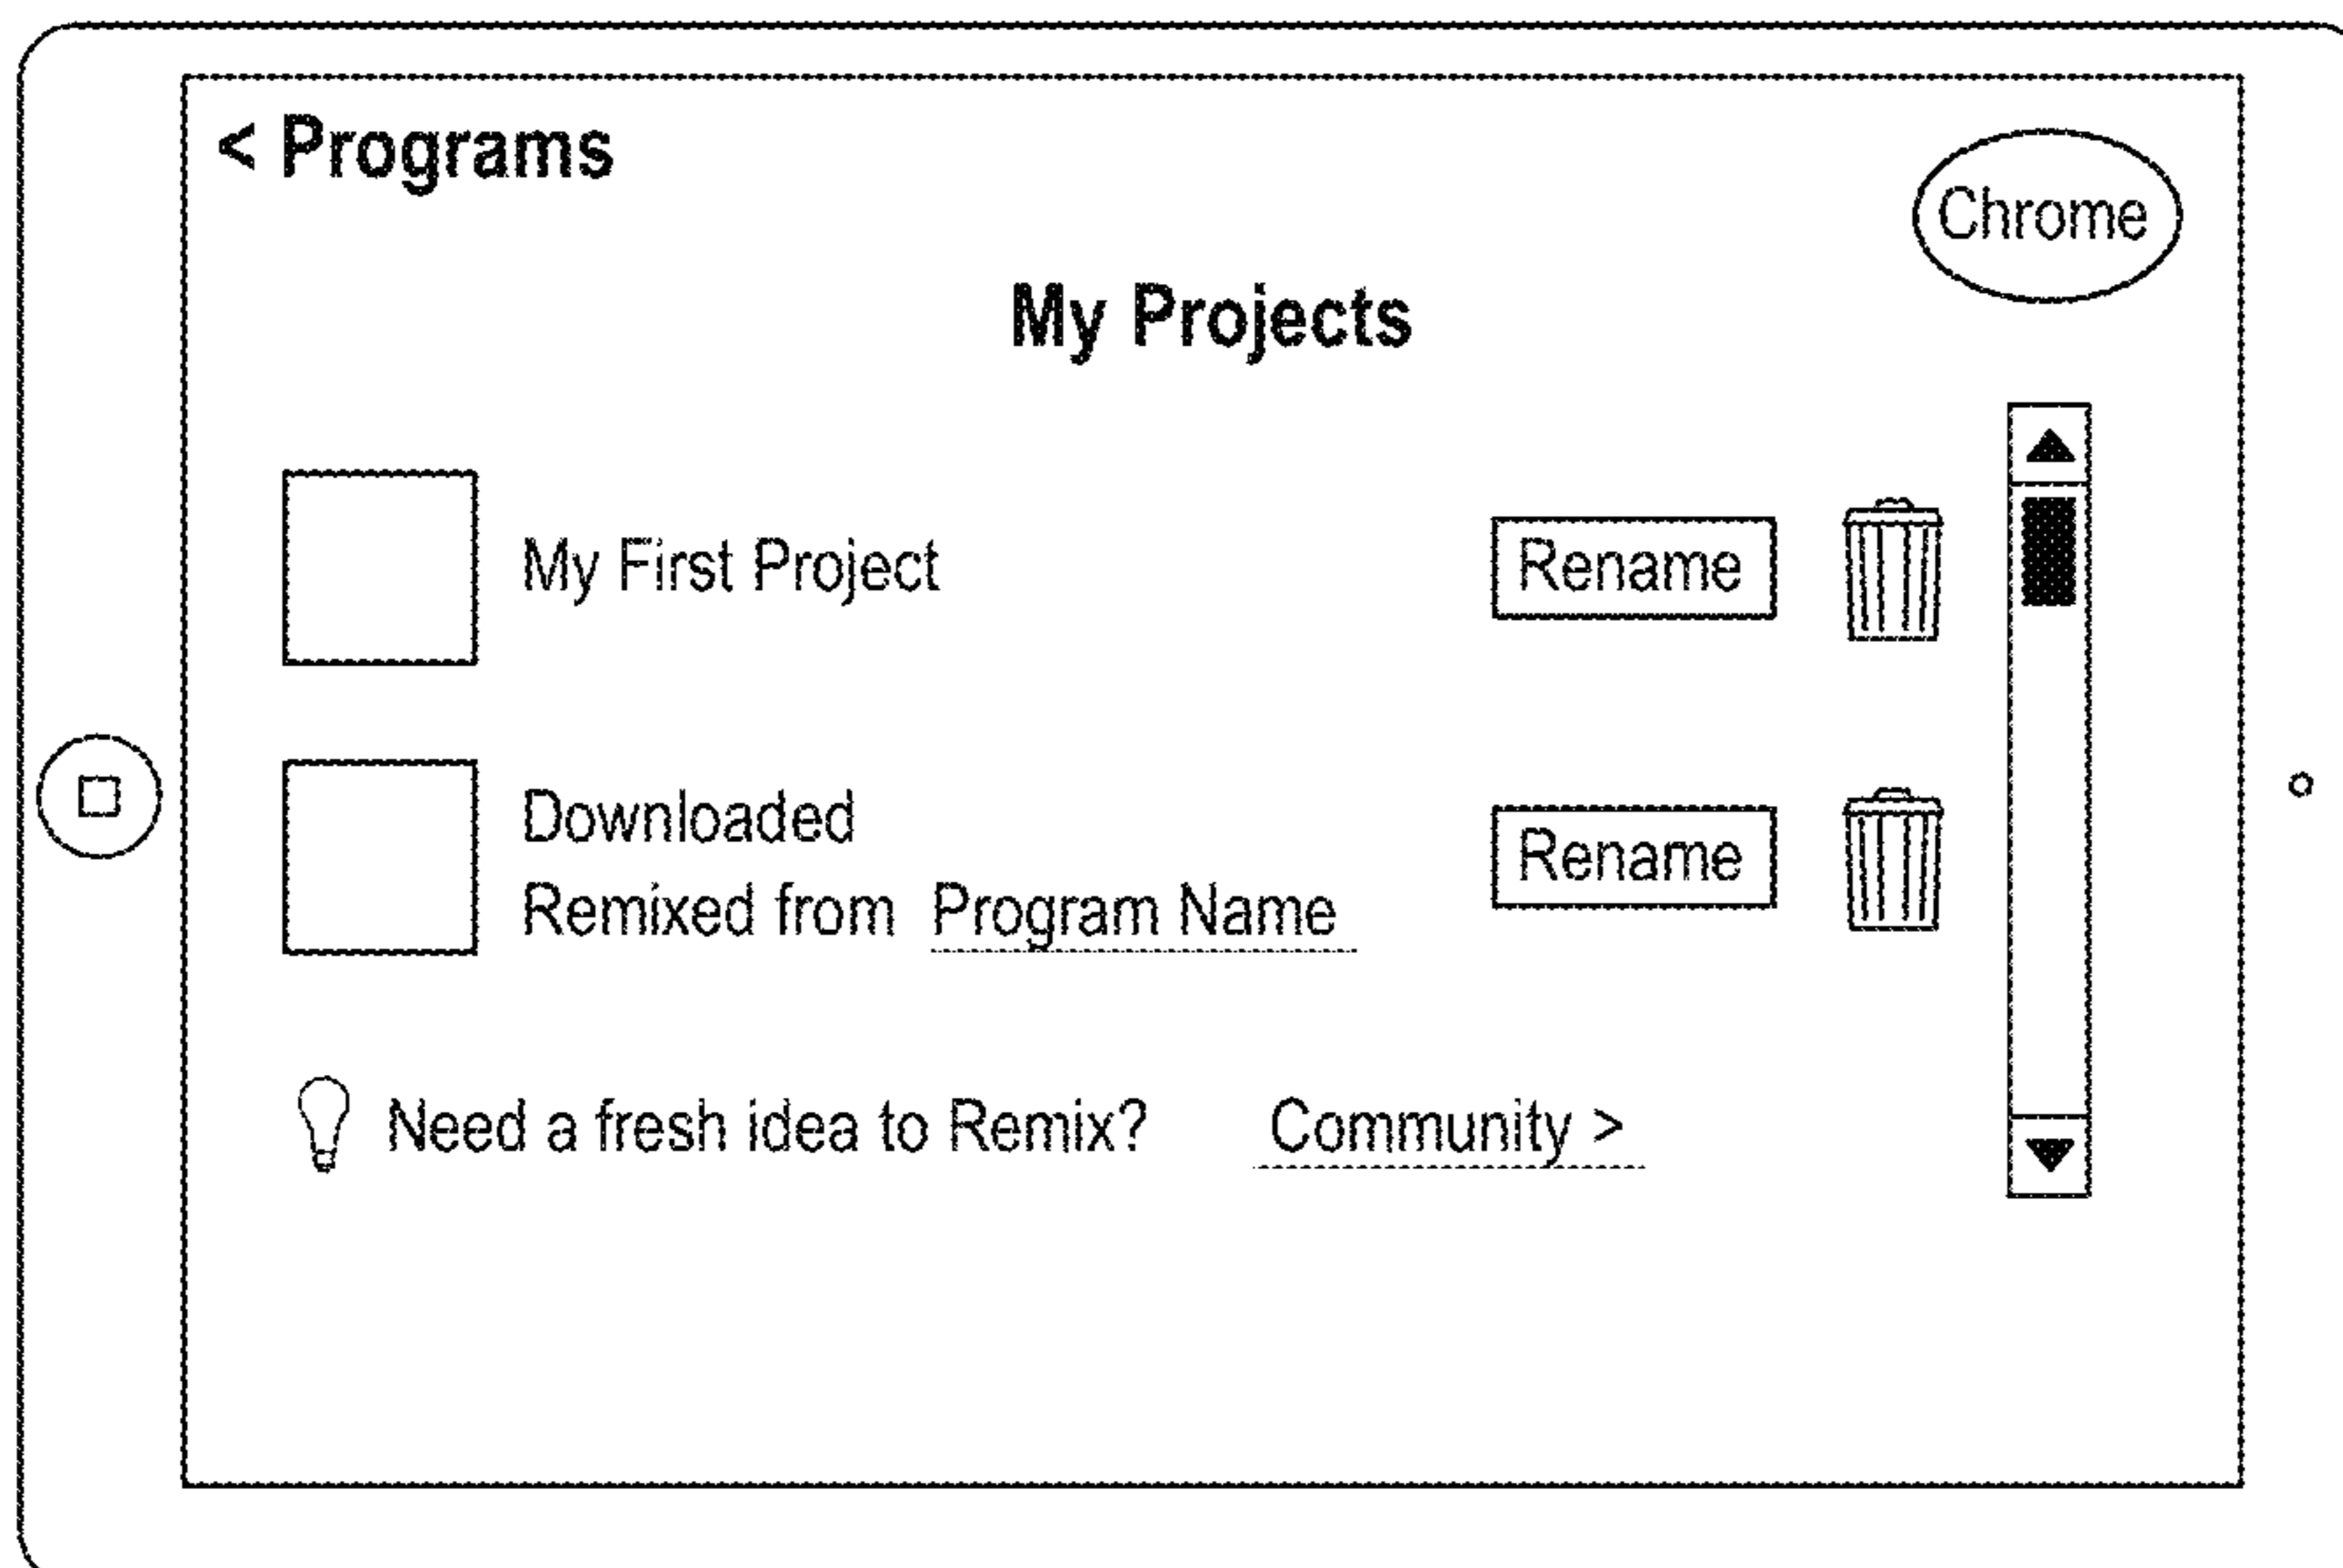 < Programs
Chrome
My Projects
My First Project
Rename
Downloaded
Remixed from Program Name
Rename
Need a fresh idea to Remix? Community >